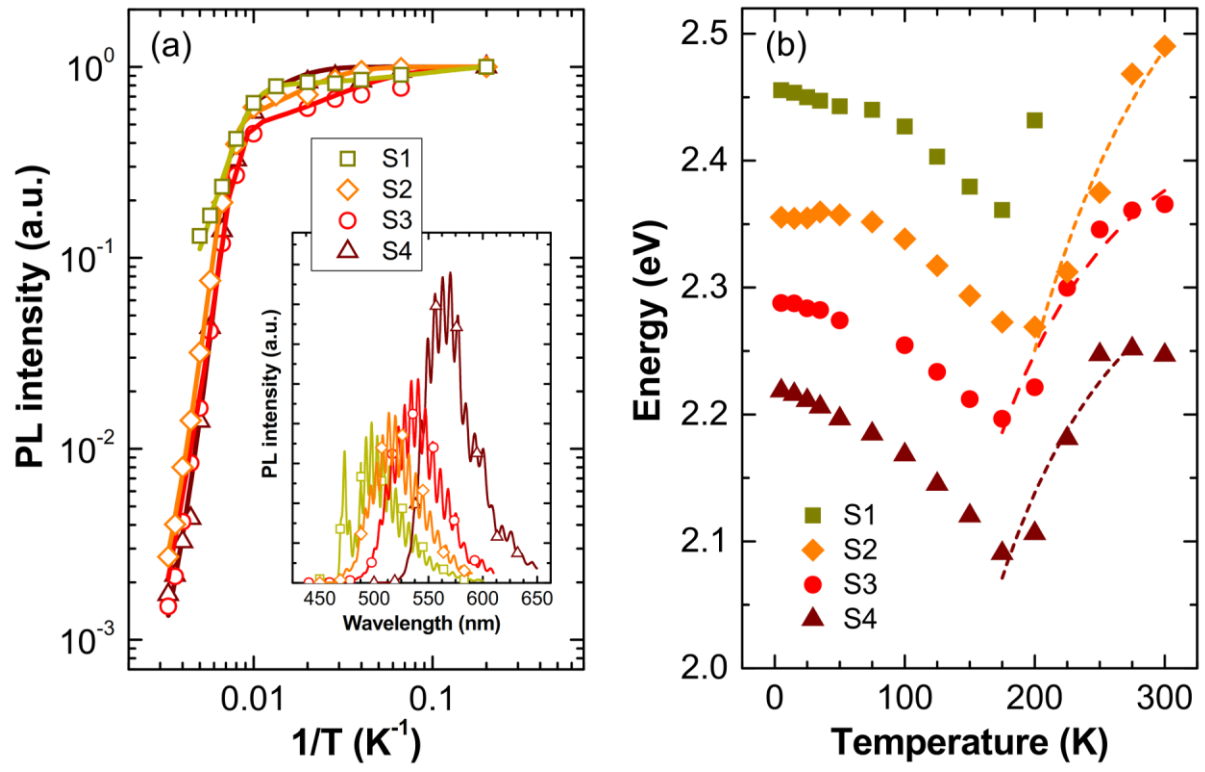 (a)
PL intensity (a.u.)
10⁰
10⁻¹
10⁻²
10⁻³
0.01
0.1
1/T (K⁻¹)
S1
S2
S3
S4
PL intensity (a.u.)
450 500 550 600 650
Wavelength (nm)
(b)
Energy (eV)
2.5
2.4
2.3
2.2
2.1
2.0
S1
S2
S3
S4
0 100 200 300
Temperature (K)